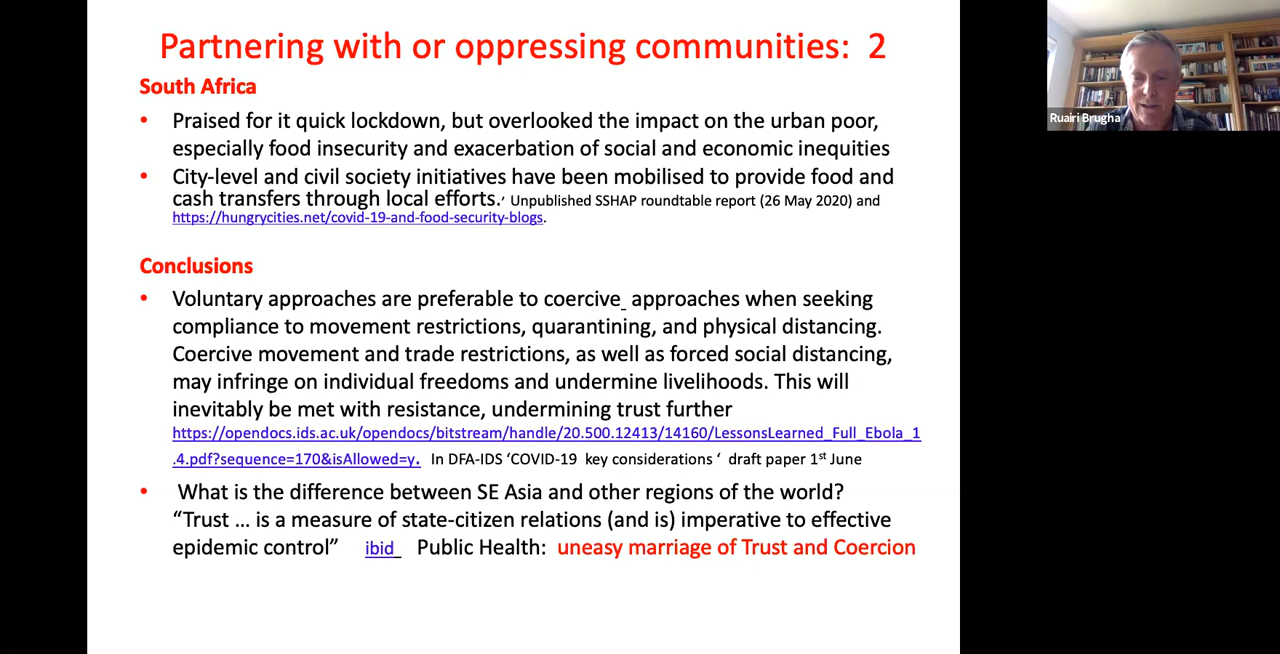 Partnering with or oppressing communities:  2
South Africa
• Praised for it quick lockdown, but overlooked the impact on the urban poor,
especially food insecurity and exacerbation of social and economic inequities
• City-level and civil society initiatives have been mobilised to provide food and
cash transfers through local efforts.’ Unpublished SSHAP roundtable report (26 May 2020) and
https://hungrycities.net/covid-19-and-food-security-blogs.
Conclusions
• Voluntary approaches are preferable to coercive_ approaches when seeking
compliance to movement restrictions, quarantining, and physical distancing.
Coercive movement and trade restrictions, as well as forced social distancing,
may infringe on individual freedoms and undermine livelihoods. This will
inevitably be met with resistance, undermining trust further
https://opendocs.ids.ac.uk/opendocs/bitstream/handle/20.500.12413/14160/LessonsLearned_Full_Ebola_1
.4.pdf?sequence=170&isAllowed=y. In DFA-IDS ‘COVID-19 key considerations ‘ draft paper 1st June
• What is the difference between SE Asia and other regions of the world?
“Trust … is a measure of state-citizen relations (and is) imperative to effective
epidemic control” ibid_ Public Health: uneasy marriage of Trust and Coercion
Ruairi Brugha